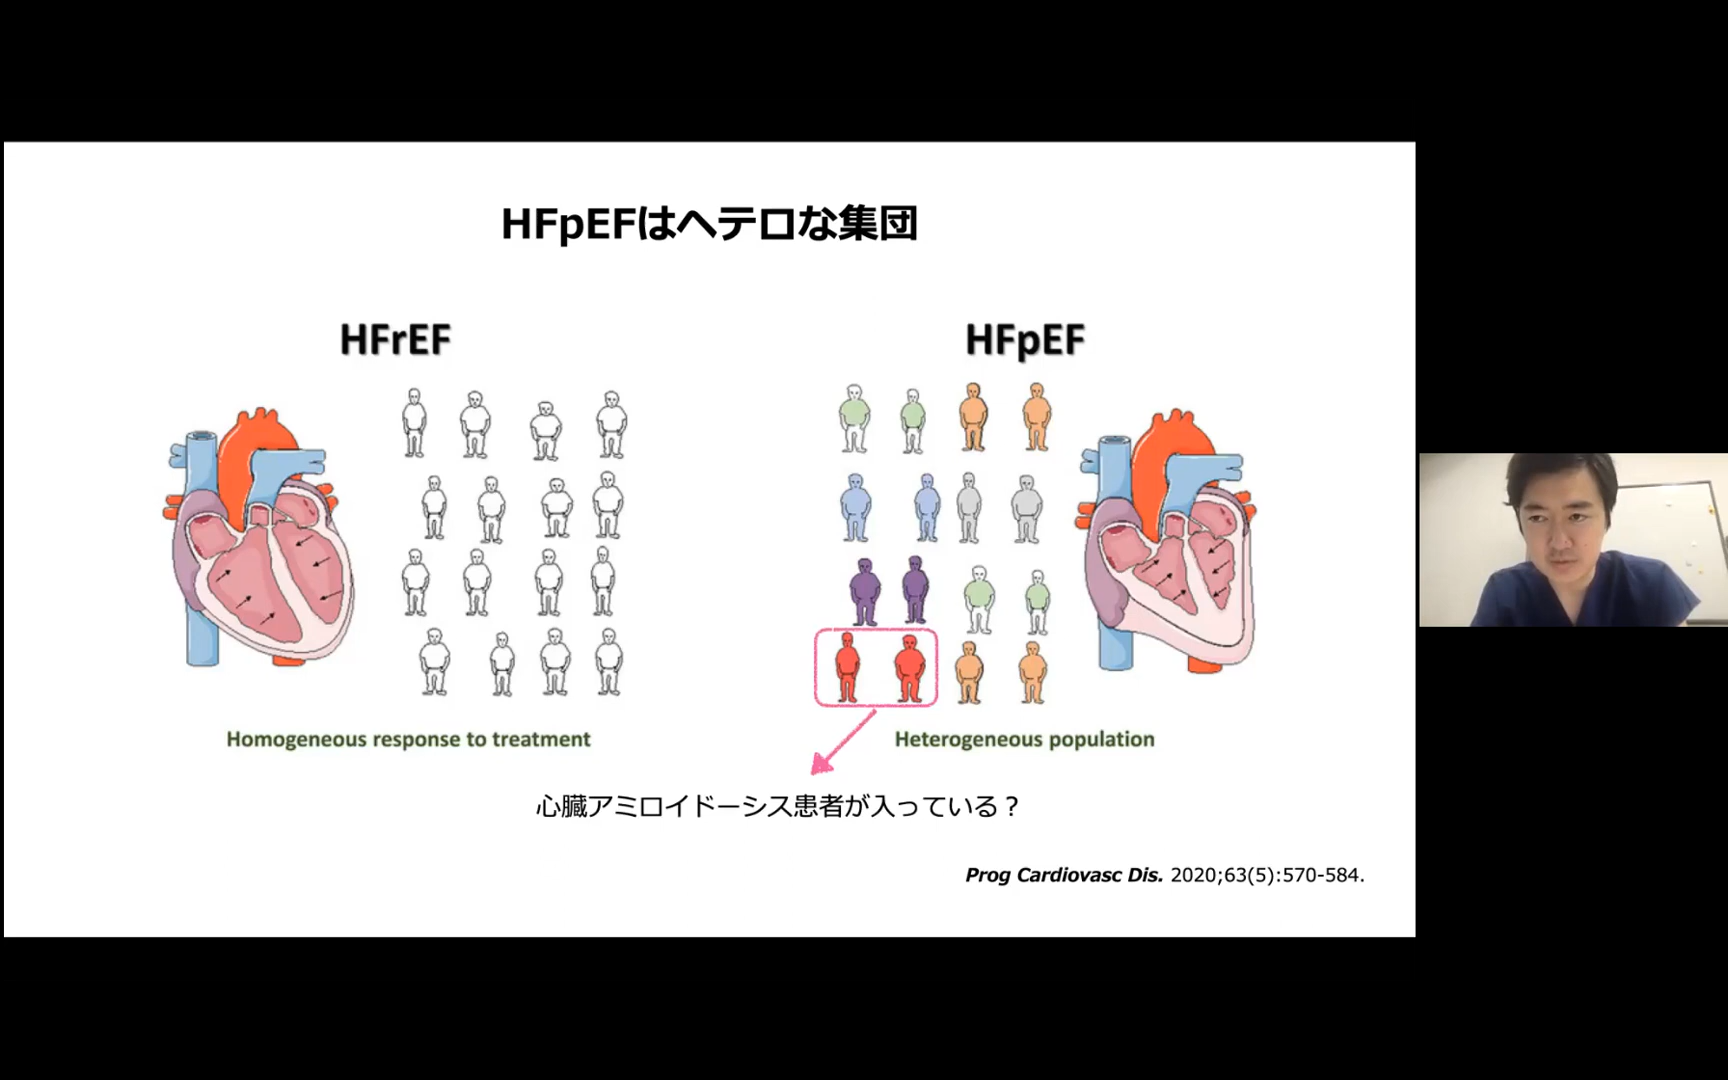 HFpEFはヘテロな集団
HFrEF
HFpEF
Homogeneous response to treatment
Heterogeneous population
心臓アミロイドーシス患者が入っている？
Prog Cardiovasc Dis. 2020;63(5):570-584.